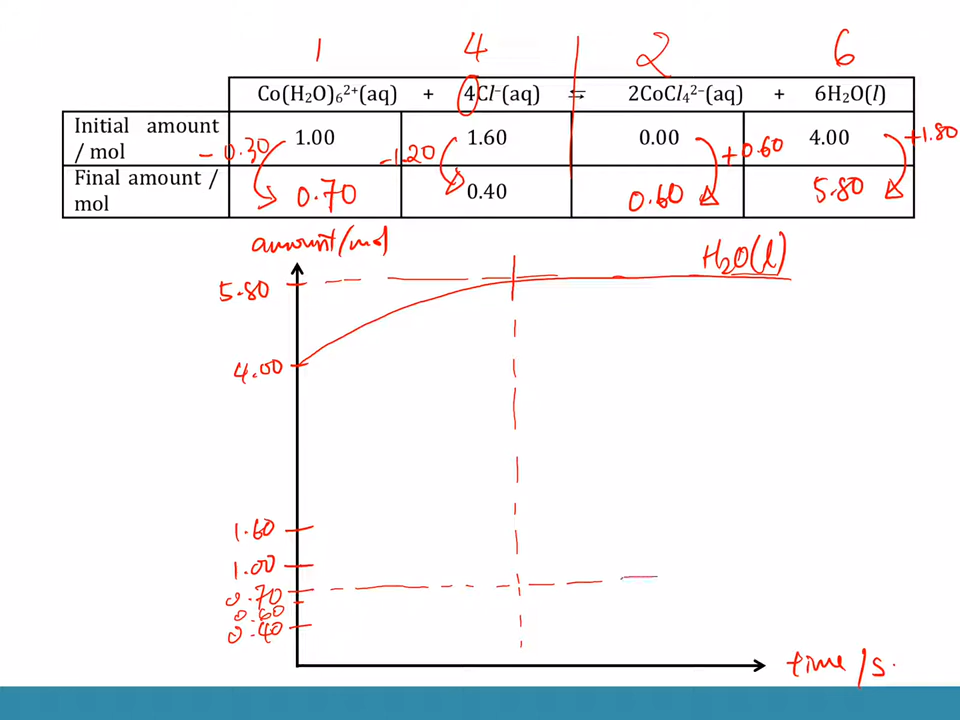 1 4 2 6
Co(H₂O)₆²⁺(aq) + 4Cl⁻(aq) ⇆ 2CoCl₄²⁻(aq) + 6H₂O(l)
Initial amount / mol 1.00 1.60 0.00 4.00
- 0.30 -1.20 +0.60 +1.80
Final amount / mol 0.70 0.40 0.60 5.80
amount/mol
H₂O(l)
5.80
4.00
1.60
1.00
0.70
0.60
0.40
time /s.